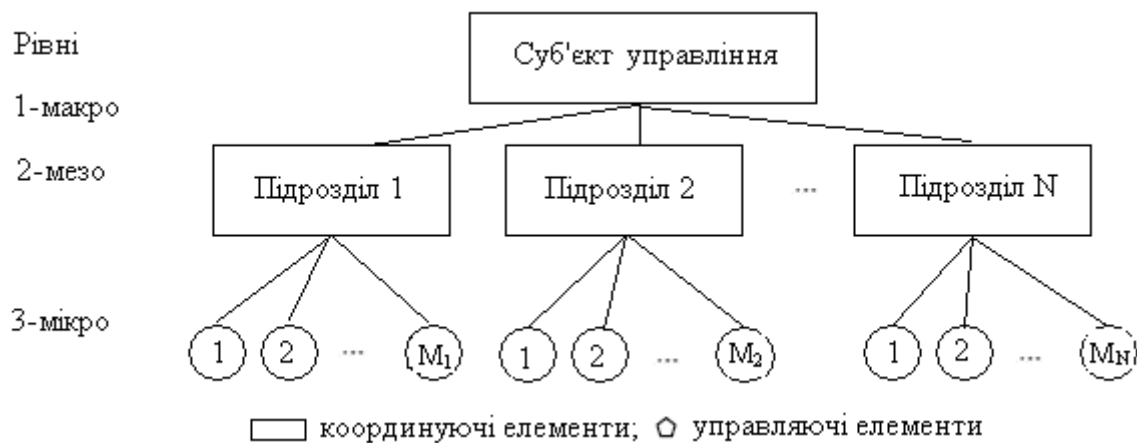 Рівні
Суб'єкт управління
1-макро
2-мезо
Підрозділ 1
Підрозділ 2
...
Підрозділ N
3-мікро
1 2 ... M1 1 2 ... M2 1 2 ... MN
координуючі елементи; управляючі елементи